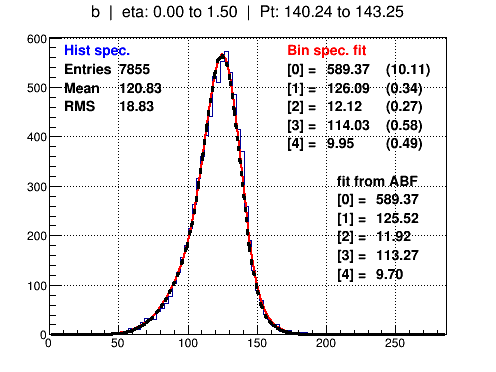 b | eta: 0.00 to 1.50 | Pt: 140.24 to 143.25
Hist spec.
Entries 7855
Mean 120.83
RMS 18.83
Bin spec. fit
[0] = 589.37 (10.11)
[1] = 126.09 (0.34)
[2] = 12.12 (0.27)
[3] = 114.03 (0.58)
[4] = 9.95 (0.49)
fit from ABF
[0] = 589.37
[1] = 125.52
[2] = 11.92
[3] = 113.27
[4] = 9.70
600
500
400
300
200
100
0
0 50 100 150 200 250